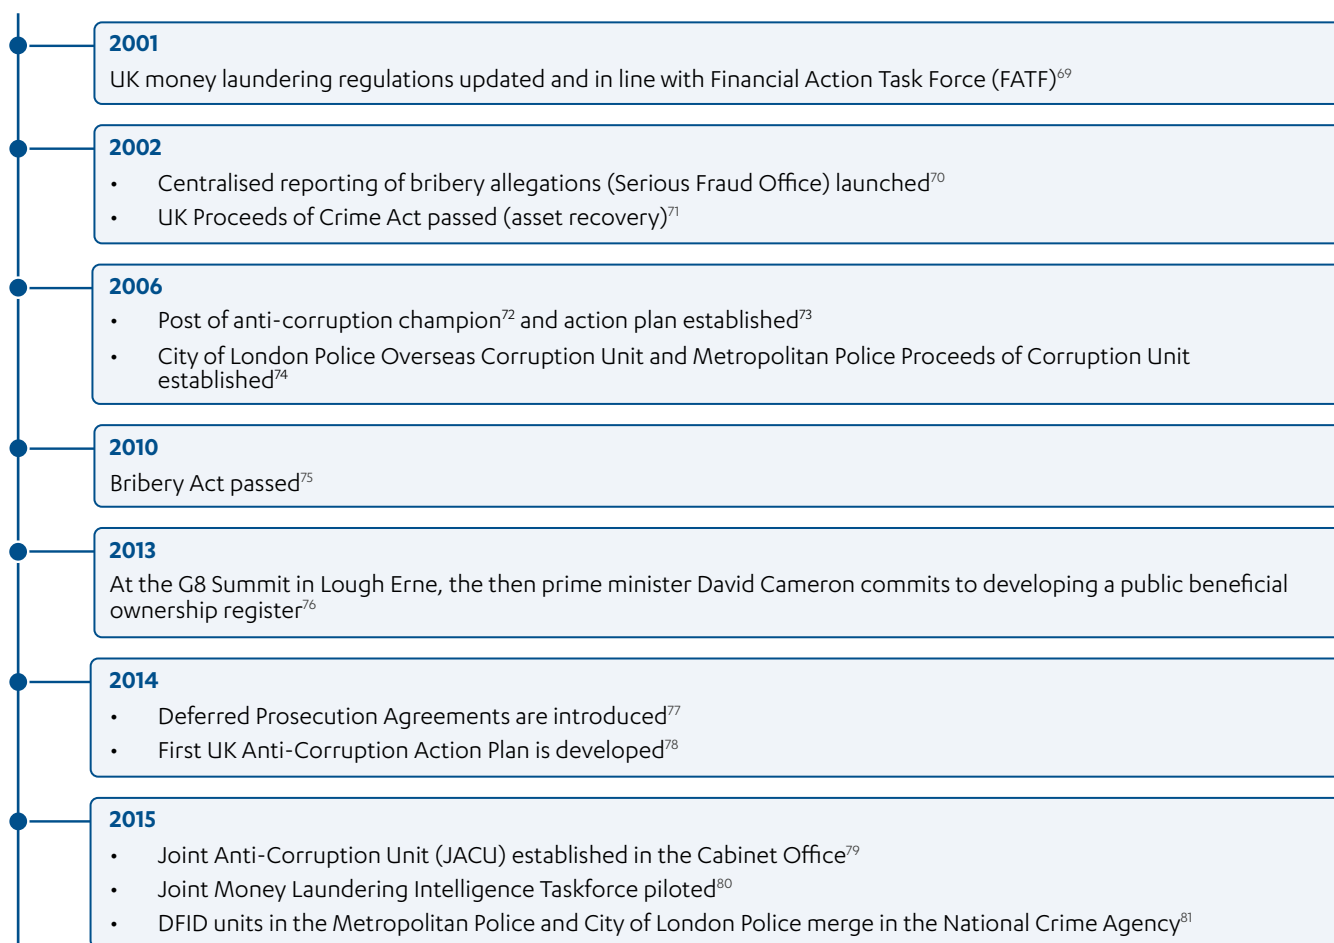 2001
UK money laundering regulations updated and in line with Financial Action Task Force (FATF)69
2002
• Centralised reporting of bribery allegations (Serious Fraud Office) launched70
• UK Proceeds of Crime Act passed (asset recovery)71
2006
• Post of anti-corruption champion72 and action plan established73
• City of London Police Overseas Corruption Unit and Metropolitan Police Proceeds of Corruption Unit
established74
2010
Bribery Act passed75
2013
At the G8 Summit in Lough Erne, the then prime minister David Cameron commits to developing a public beneficial
ownership register76
2014
• Deferred Prosecution Agreements are introduced77
• First UK Anti-Corruption Action Plan is developed78
2015
• Joint Anti-Corruption Unit (JACU) established in the Cabinet Office79
• Joint Money Laundering Intelligence Taskforce piloted80
• DFID units in the Metropolitan Police and City of London Police merge in the National Crime Agency81